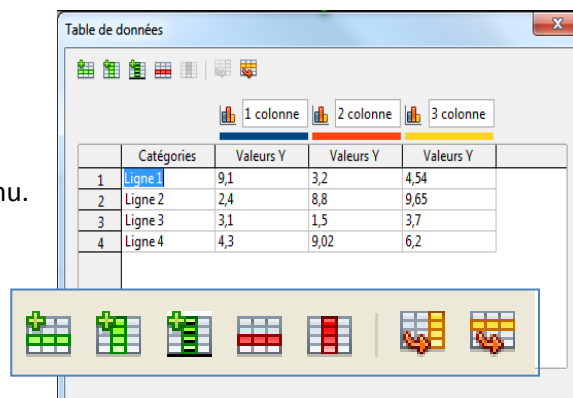 Table de données
1 colonne 2 colonne 3 colonne
Catégories Valeurs Y Valeurs Y Valeurs Y
1 Ligne 1 9,1 3,2 4,54
nu.
2 Ligne 2 2,4 8,8 9,65
3 Ligne 3 3,1 1,5 3,7
4 Ligne 4 4,3 9,02 6,2